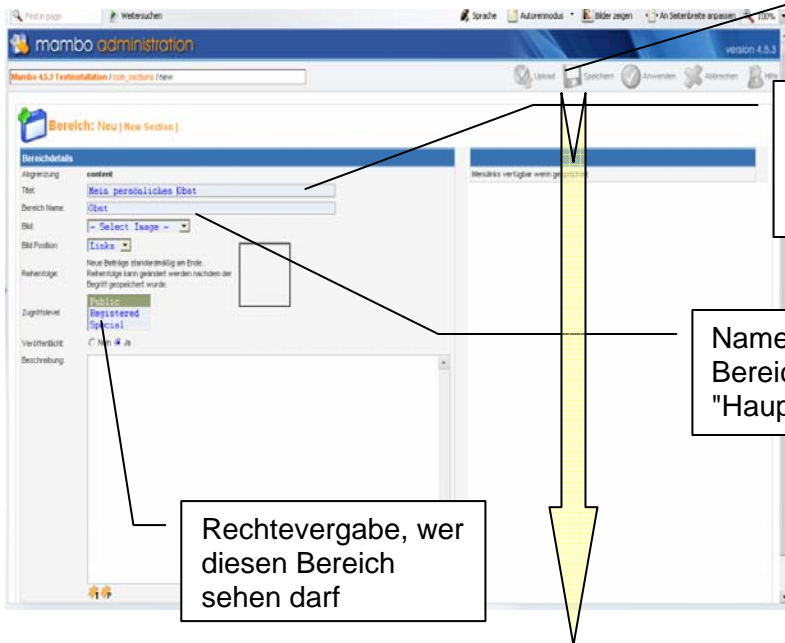 Find in page Weitersuchen Sprache Autorenmodus Bilder zeigen An Seitenbreite anpassen 100%
mambo administration
version 4.5.3
Mambo 4.5.3 Testinstallation / com_sections / new
Upload Speichern Anwenden Abbrechen Hilfe
Bereich: Neu [ New Section ]
Bereichdetails
Abgrenzung: content
Menülinks verfügbar wenn gespeichert
Titel: Mein persönliches Obst
Bereich Name: Obst
Bild: - Select Image -
Bild Position: Links
Reihenfolge: Neue Beiträge standardmäßig am Ende.
Reihenfolge kann geändert werden nachdem der
Begriff gespeichert wurde.
Zugriffslevel: Public
Registered
Special
Veröffentlicht: Nein Ja
Beschreibung:
Name
Bereic
"Haup
Rechtevergabe, wer
diesen Bereich
sehen darf